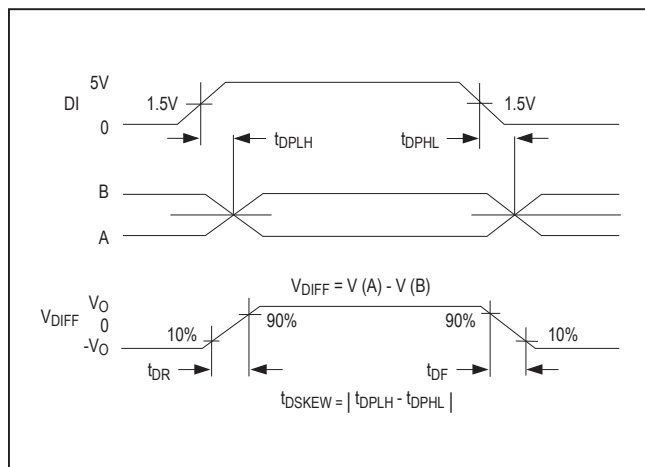 5V
DI
1.5V
1.5V
0
tDPLH
tDPHL
B
A
VDIFF = V (A) - V (B)
VO
VDIFF
0
90%
90%
10%
10%
-VO
tDR
tDF
tDSKEW = | tDPLH - tDPHL |